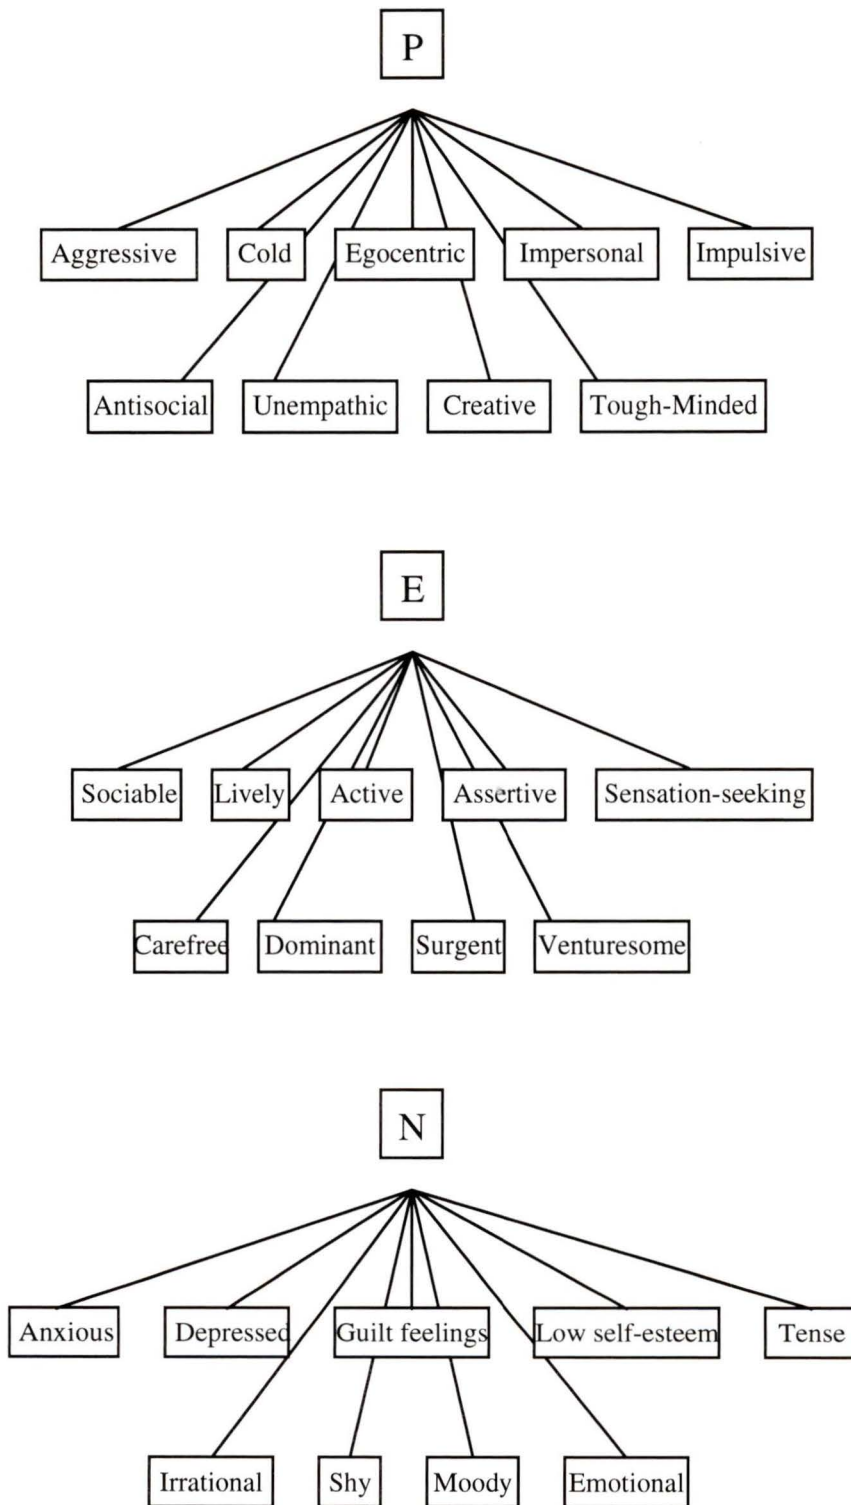 P
Aggressive Cold Egocentric Impersonal Impulsive
Antisocial Unempathic Creative Tough-Minded
E
Sociable Lively Active Assertive Sensation-seeking
Carefree Dominant Surgent Venturesome
N
Anxious Depressed Guilt feelings Low self-esteem Tense
Irrational Shy Moody Emotional